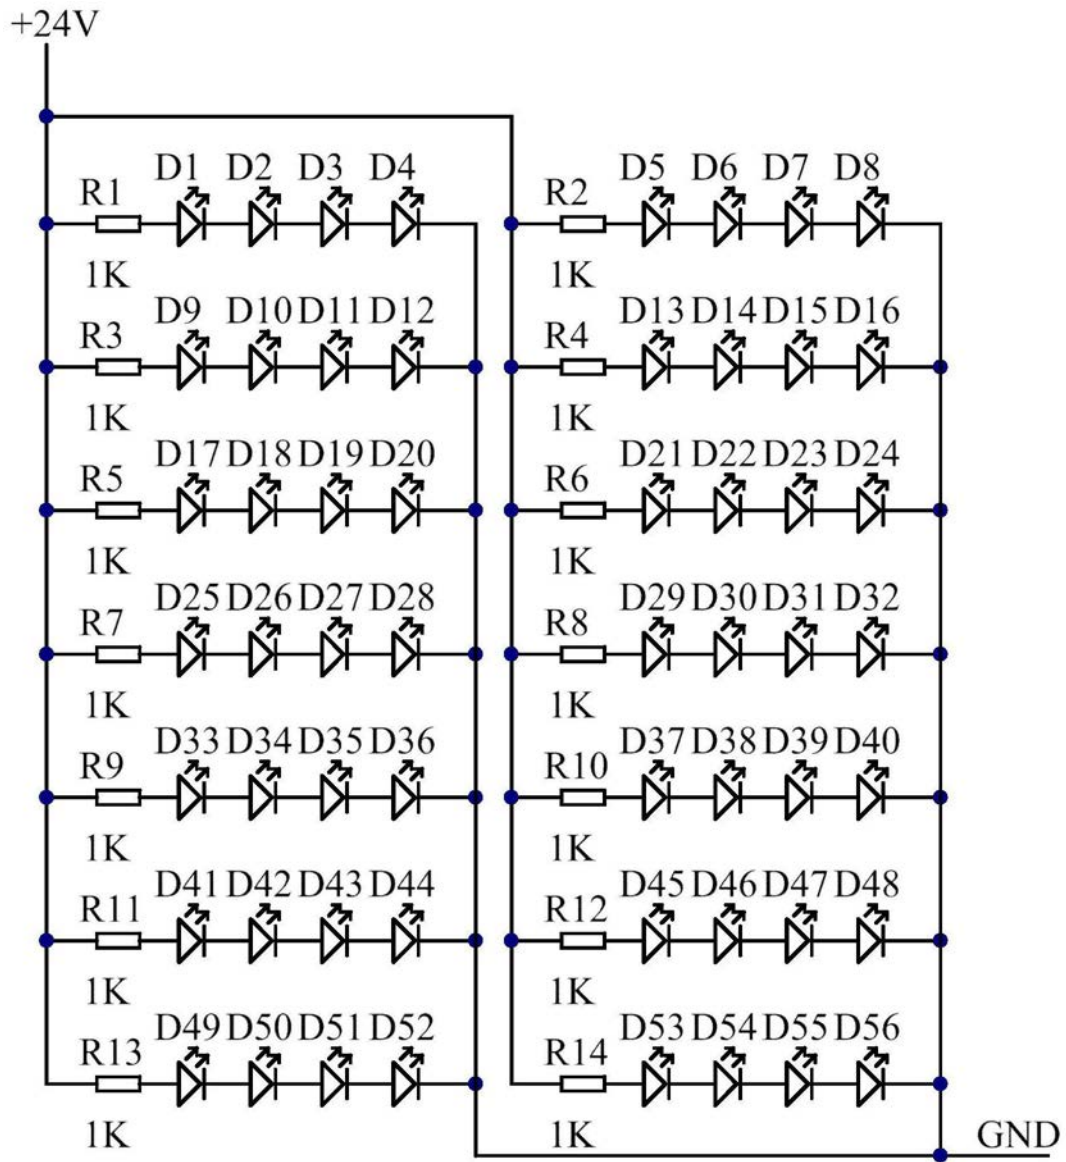 +24V
D1 D2 D3 D4 D5 D6 D7 D8
R1 R2
1K 1K
D9 D10 D11 D12 D13 D14 D15 D16
R3 R4
1K 1K
D17 D18 D19 D20 D21 D22 D23 D24
R5 R6
1K 1K
D25 D26 D27 D28 D29 D30 D31 D32
R7 R8
1K 1K
D33 D34 D35 D36 D37 D38 D39 D40
R9 R10
1K 1K
D41 D42 D43 D44 D45 D46 D47 D48
R11 R12
1K 1K
D49 D50 D51 D52 D53 D54 D55 D56
R13 R14
1K 1K
GND